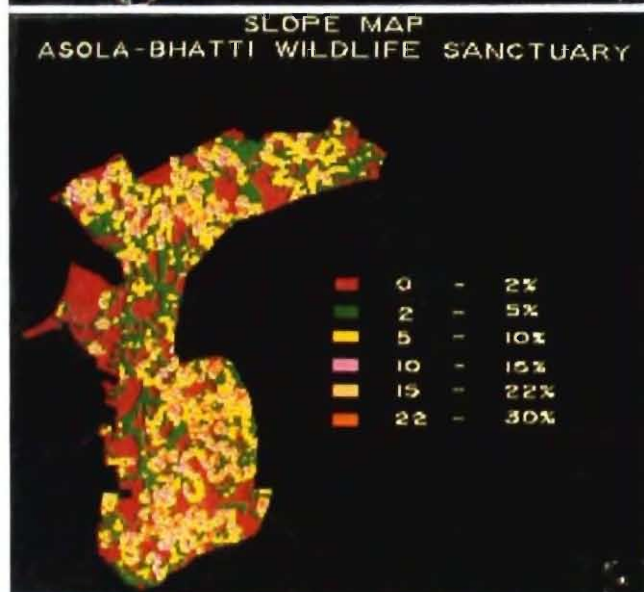 SLOPE MAP
ASOLA-BHATTI WILDLIFE SANCTUARY
0 - 2%
2 - 5%
5 - 10%
10 - 15%
15 - 22%
22 - 30%